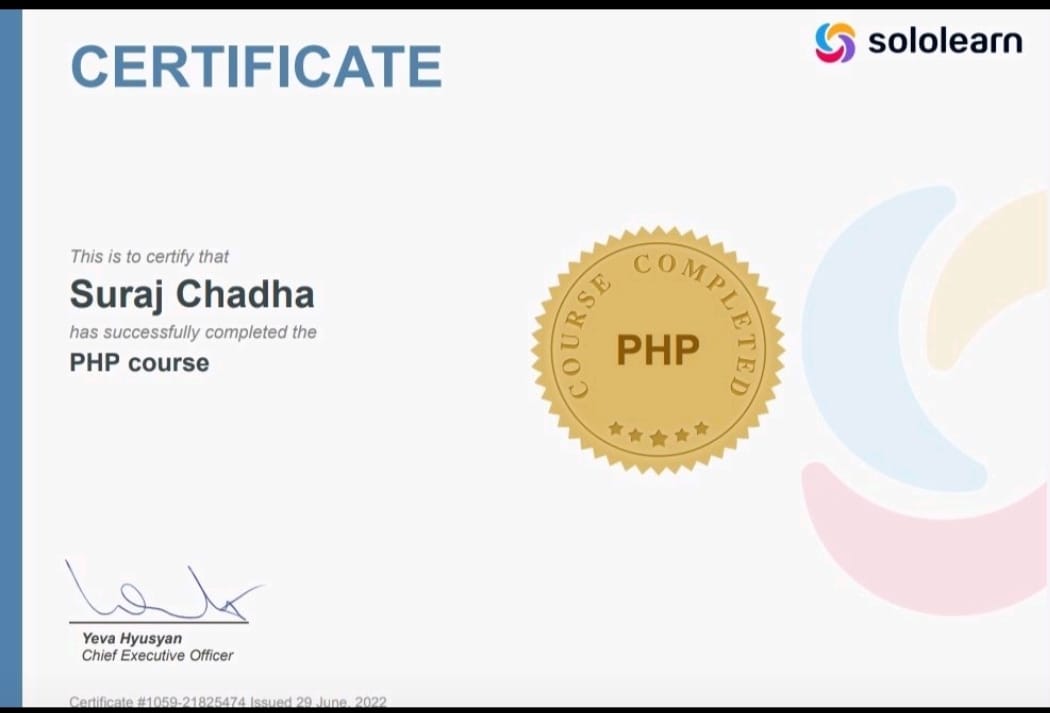 CERTIFICATE
sololearn
This is to certify that
Suraj Chadha
has successfully completed the
PHP course
COURSE COMPLETED
PHP
Yeva Hyusyan
Chief Executive Officer
Certificate #1059-21825474 Issued 29 June, 2022